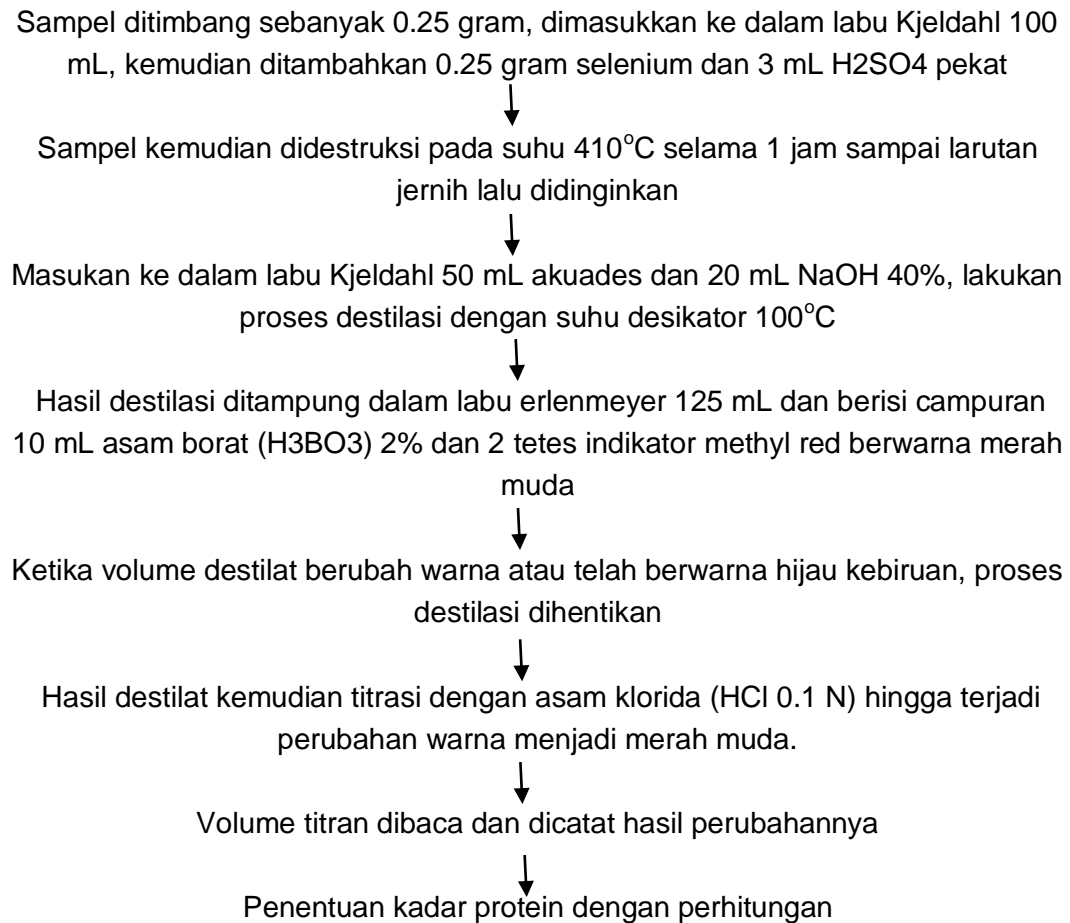 Sampel ditimbang sebanyak 0.25 gram, dimasukkan ke dalam labu Kjeldahl 100
mL, kemudian ditambahkan 0.25 gram selenium dan 3 mL H2SO4 pekat
Sampel kemudian didestruksi pada suhu 410°C selama 1 jam sampai larutan
jernih lalu didinginkan
Masukan ke dalam labu Kjeldahl 50 mL akuades dan 20 mL NaOH 40%, lakukan
proses destilasi dengan suhu desikator 100°C
Hasil destilasi ditampung dalam labu erlenmeyer 125 mL dan berisi campuran
10 mL asam borat (H3BO3) 2% dan 2 tetes indikator methyl red berwarna merah
muda
Ketika volume destilat berubah warna atau telah berwarna hijau kebiruan, proses
destilasi dihentikan
Hasil destilat kemudian titrasi dengan asam klorida (HCl 0.1 N) hingga terjadi
perubahan warna menjadi merah muda.
Volume titran dibaca dan dicatat hasil perubahannya
Penentuan kadar protein dengan perhitungan